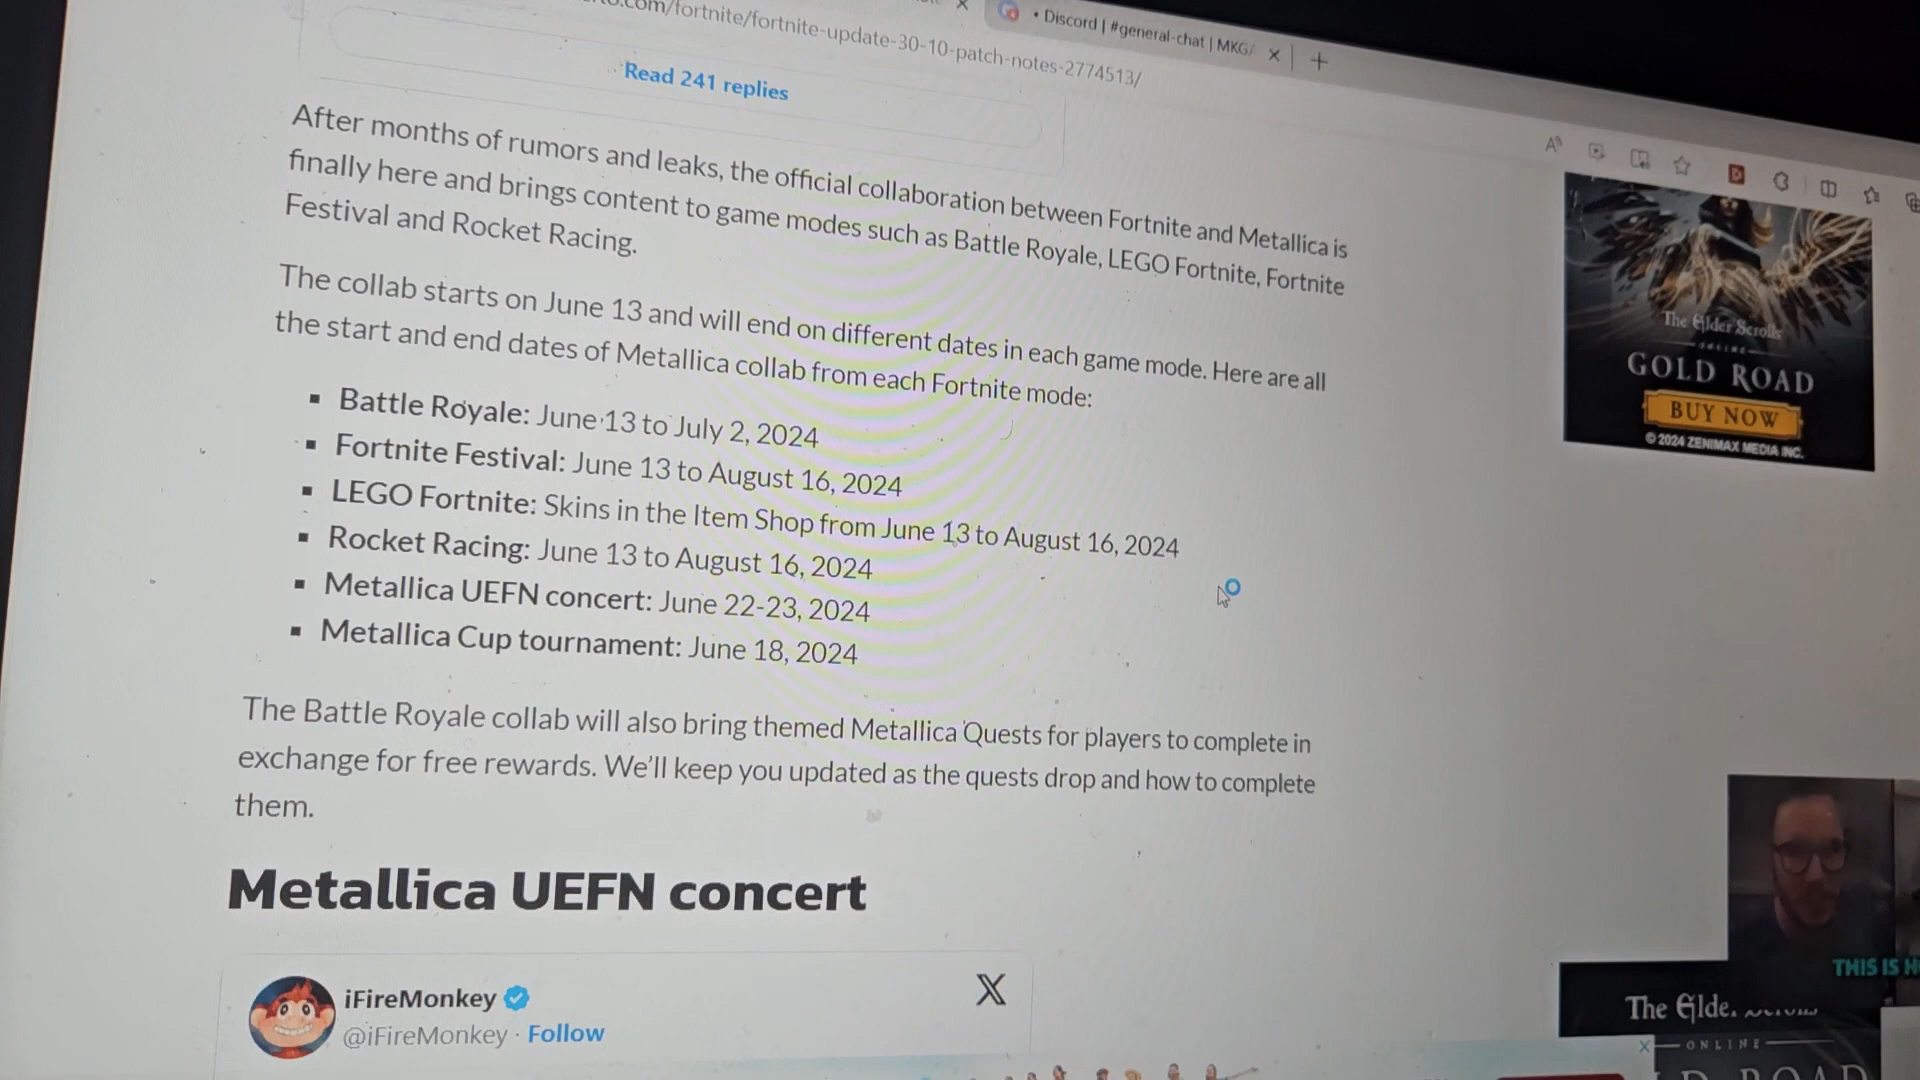 .com/fortnite/fortnite-update-30-10-patch-notes-2774513/
• Discord | #general-chat | MKG/
Read 241 replies
After months of rumors and leaks, the official collaboration between Fortnite and Metallica is
finally here and brings content to game modes such as Battle Royale, LEGO Fortnite, Fortnite
Festival and Rocket Racing.
The collab starts on June 13 and will end on different dates in each game mode. Here are all
the start and end dates of Metallica collab from each Fortnite mode:
▪ Battle Royale: June 13 to July 2, 2024
▪ Fortnite Festival: June 13 to August 16, 2024
▪ LEGO Fortnite: Skins in the Item Shop from June 13 to August 16, 2024
▪ Rocket Racing: June 13 to August 16, 2024
▪ Metallica UEFN concert: June 22-23, 2024
▪ Metallica Cup tournament: June 18, 2024
The Battle Royale collab will also bring themed Metallica Quests for players to complete in
exchange for free rewards. We’ll keep you updated as the quests drop and how to complete
them.
Metallica UEFN concert
iFireMonkey
@iFireMonkey · Follow
The Elder Scrolls
ONLINE
GOLD ROAD
BUY NOW
© 2024 ZENIMAX MEDIA INC.
THIS IS
The Elde
ONLINE
D ROAD